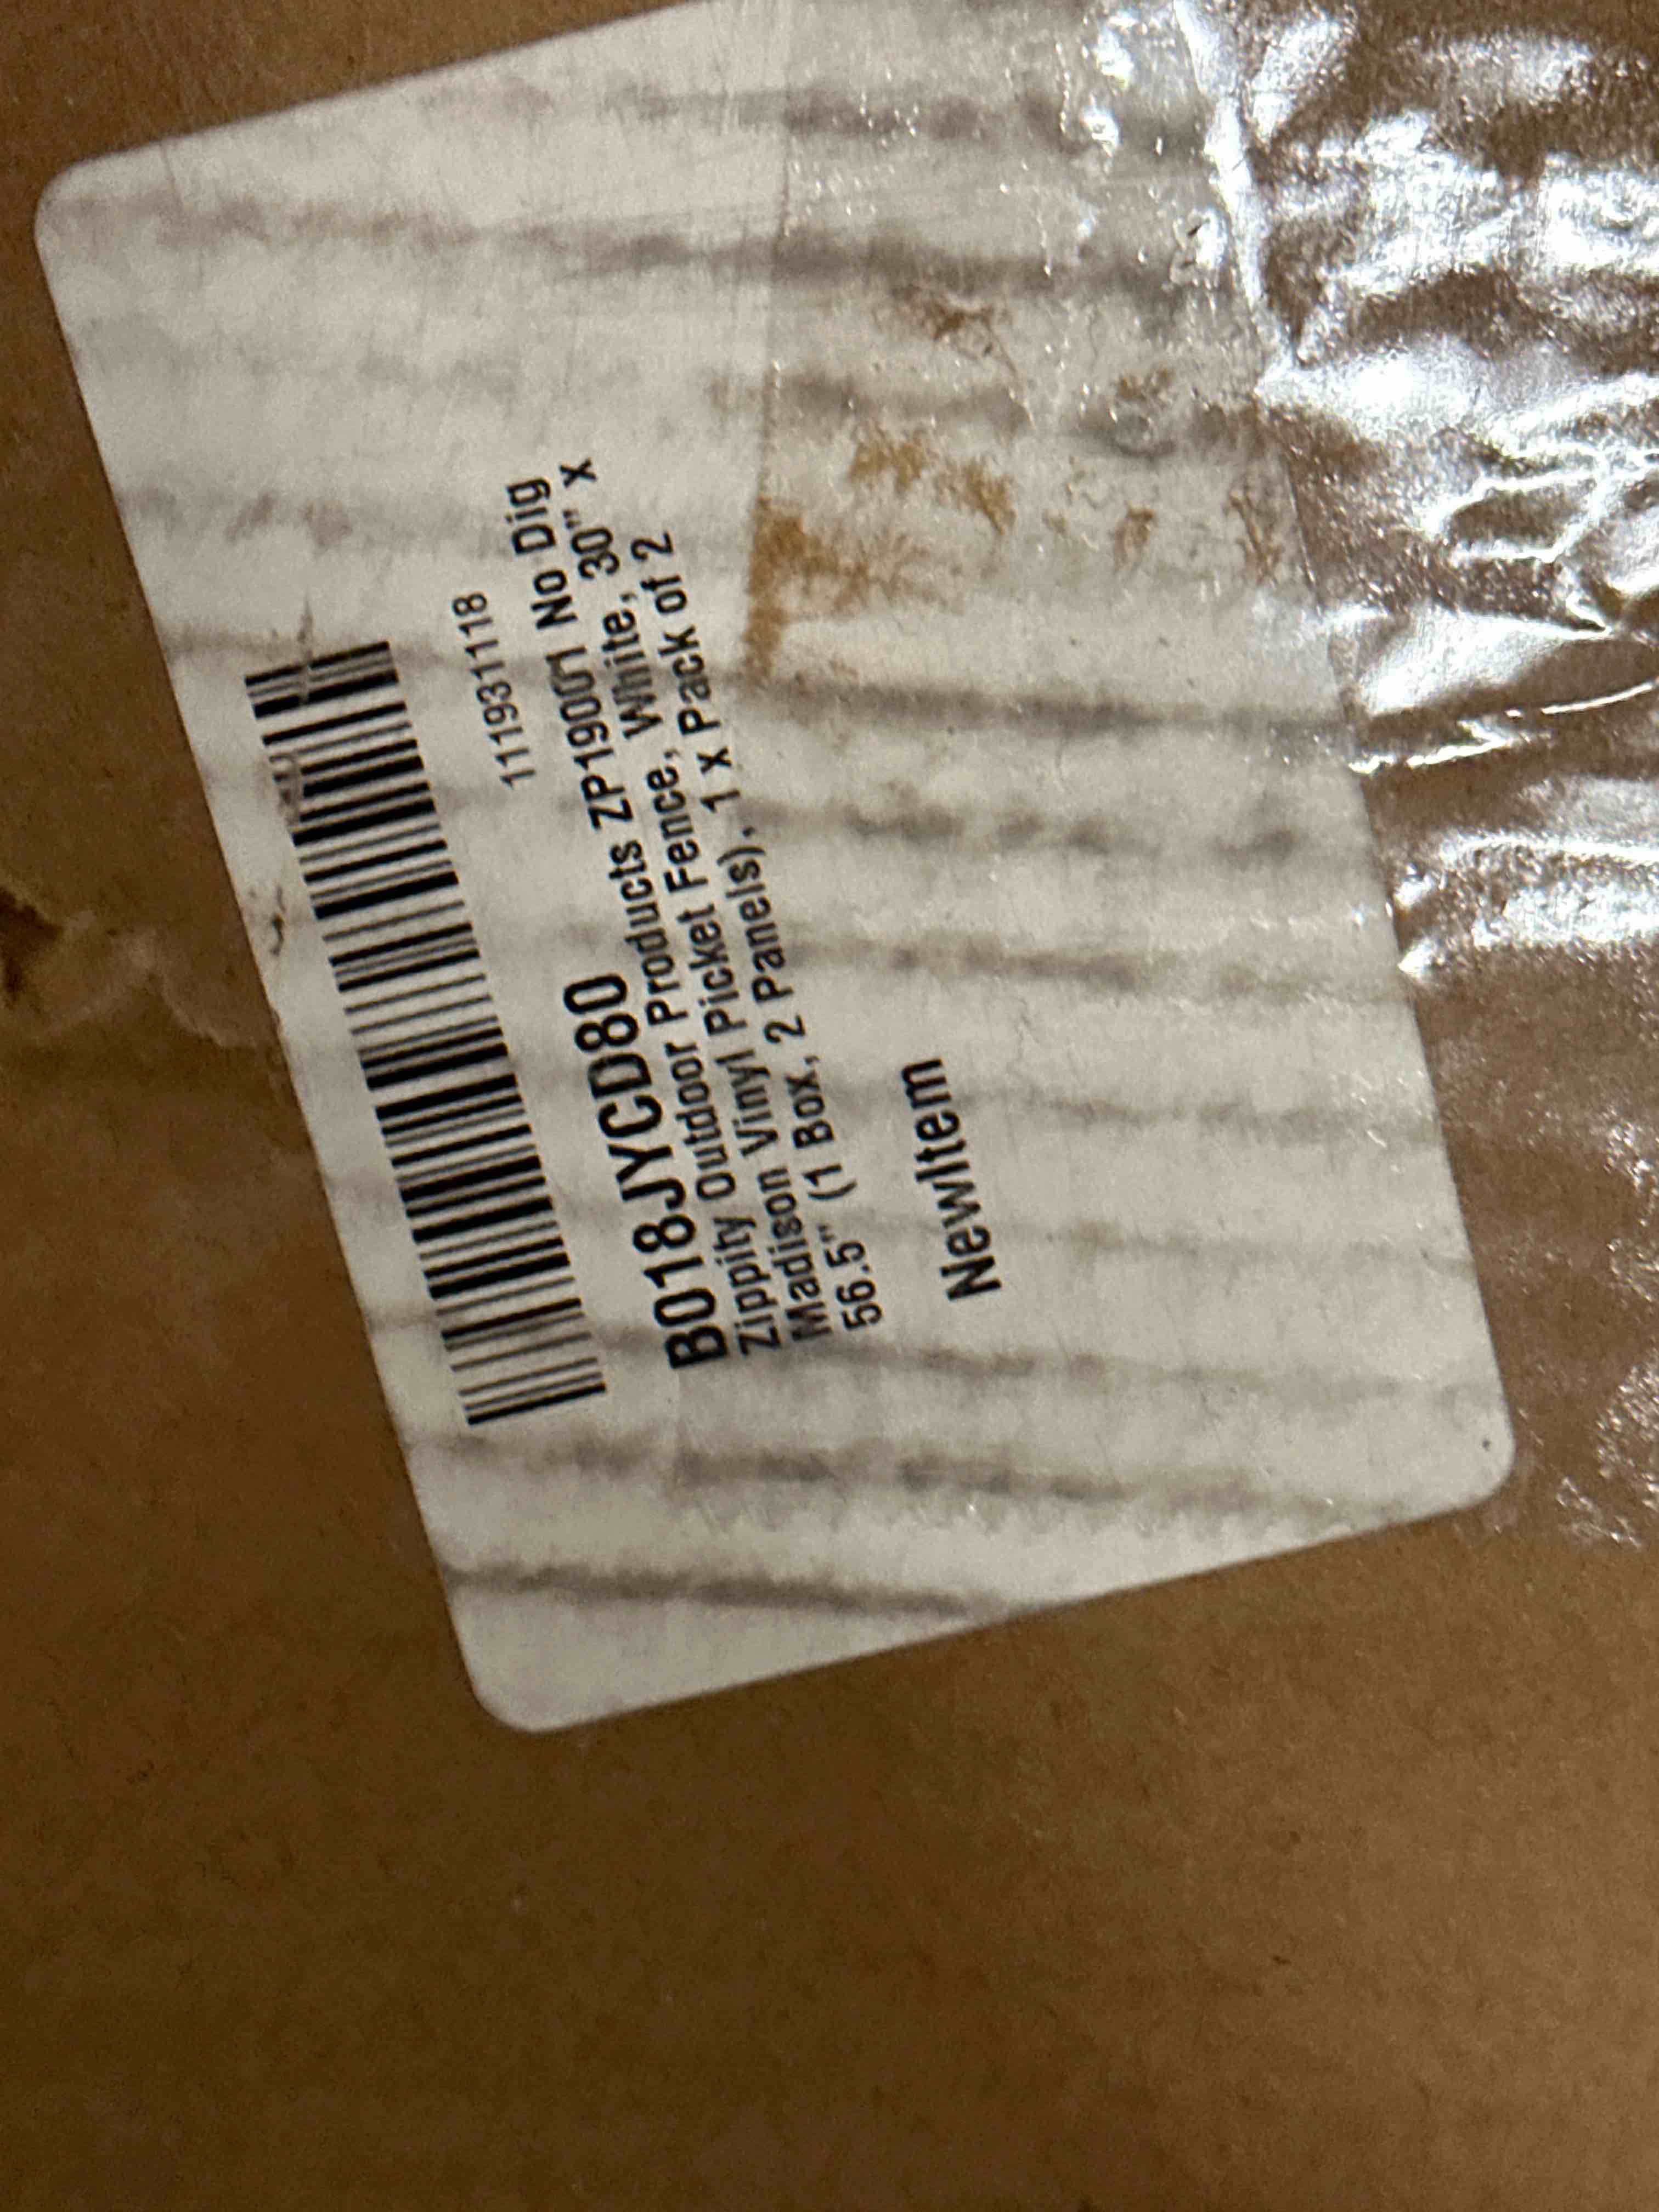 111931118
B018JYCD80
Zippity Outdoor Products ZP19001 No Dig
Madison Vinyl Picket Fence, White, 30" x
56.5" (1 Box, 2 Panels), 1 x Pack of 2
NewItem